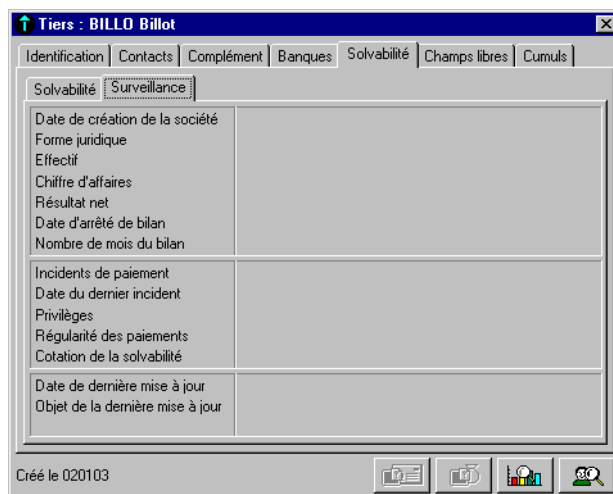 Tiers : BILLO Billot
Identification Contacts Complément Banques Solvabilité Champs libres Cumuls
Solvabilité Surveillance
Date de création de la société
Forme juridique
Effectif
Chiffre d'affaires
Résultat net
Date d'arrêté de bilan
Nombre de mois du bilan
Incidents de paiement
Date du dernier incident
Privilèges
Régularité des paiements
Cotation de la solvabilité
Date de dernière mise à jour
Objet de la dernière mise à jour
Créé le 020103